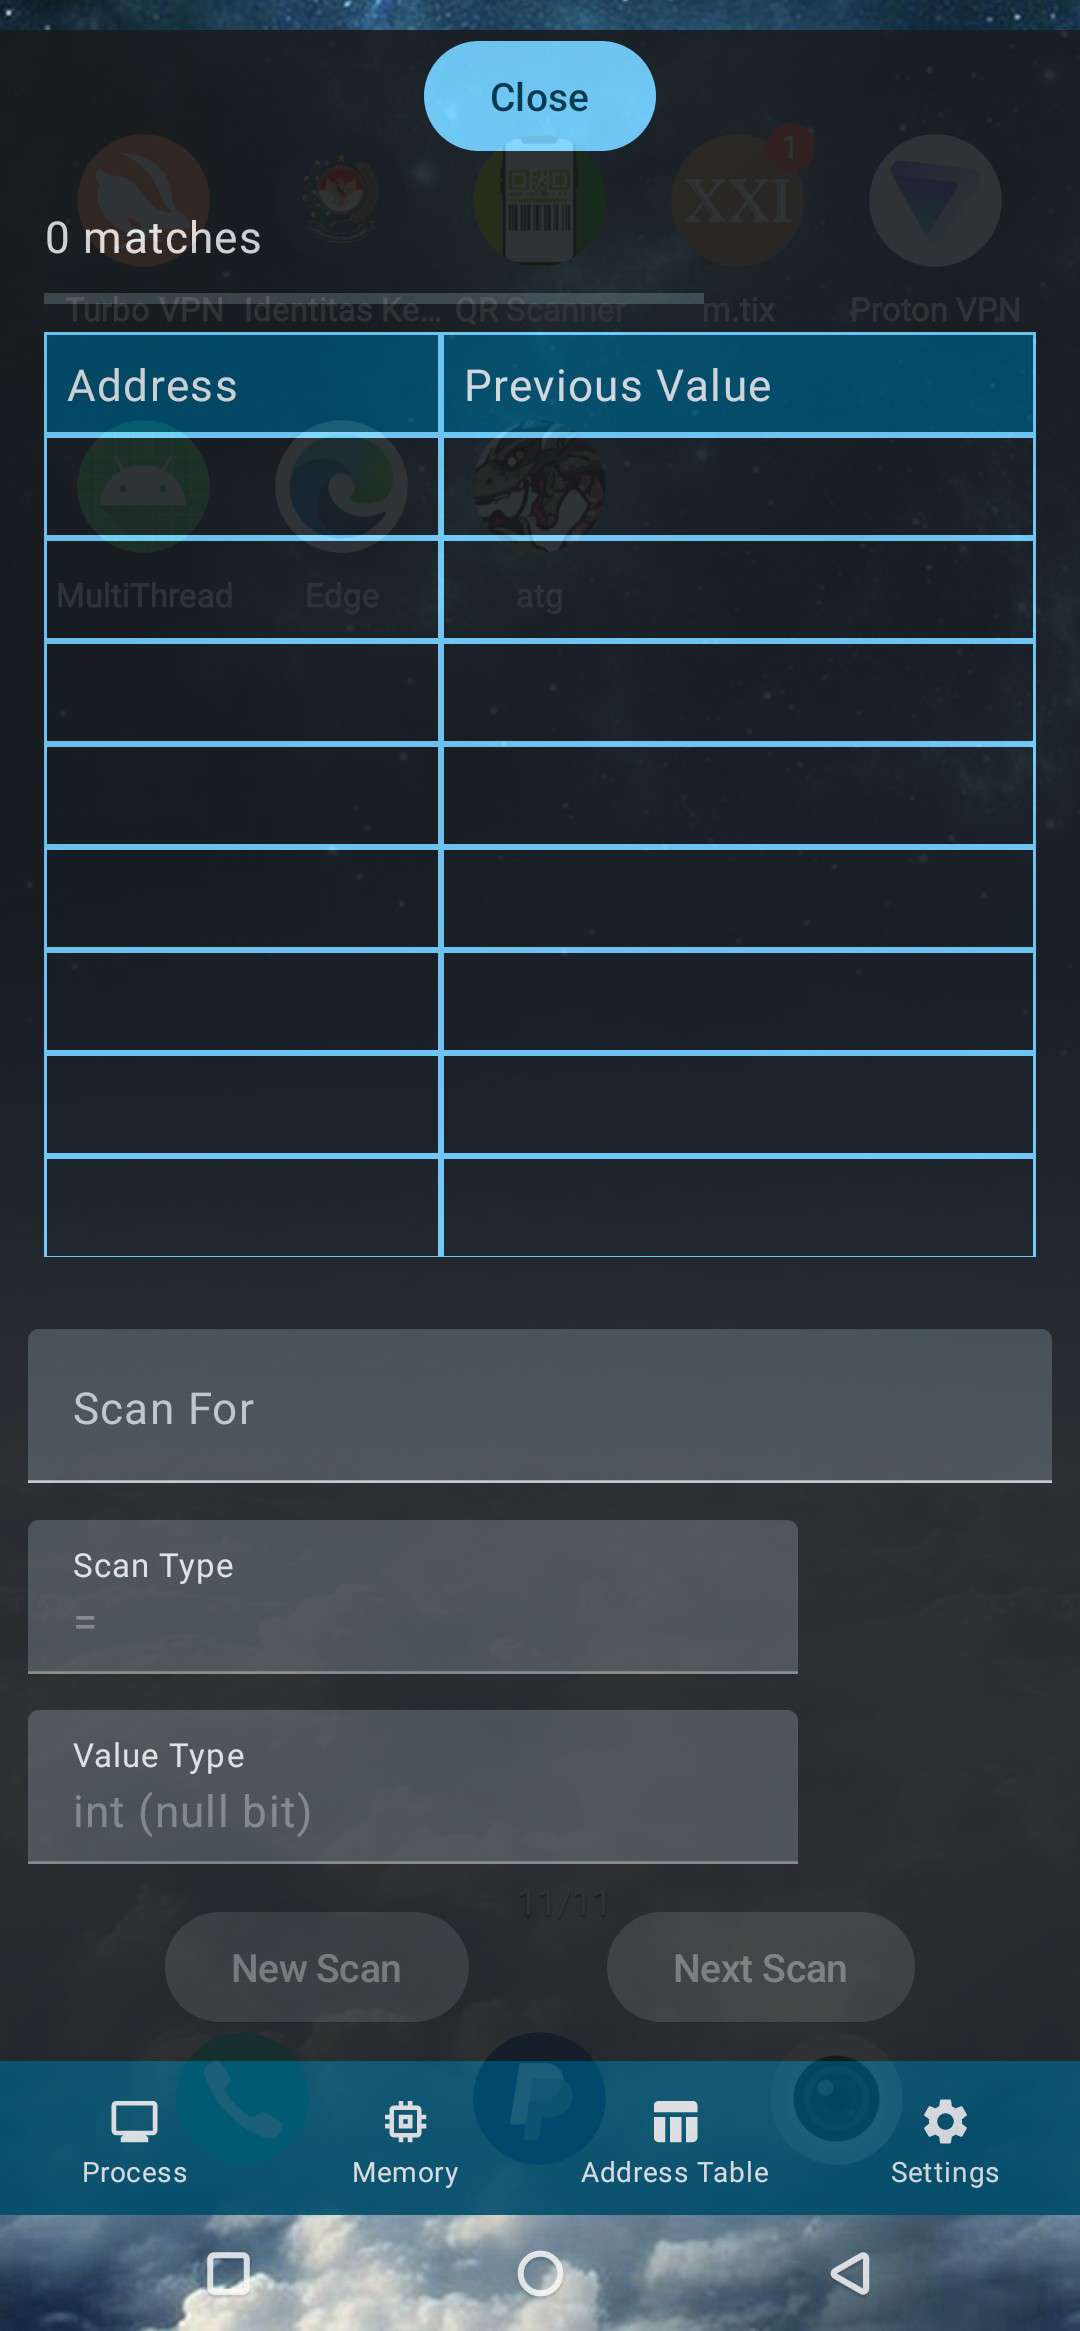 Close
1
XXI
0 matches
Turbo VPN Identitas Ke... QR Scanner m.tix Proton VPN
Address Previous Value
MultiThread Edge atg
Scan For
Scan Type
=
Value Type
int (null bit)
11/11
New Scan Next Scan
Process Memory Address Table Settings